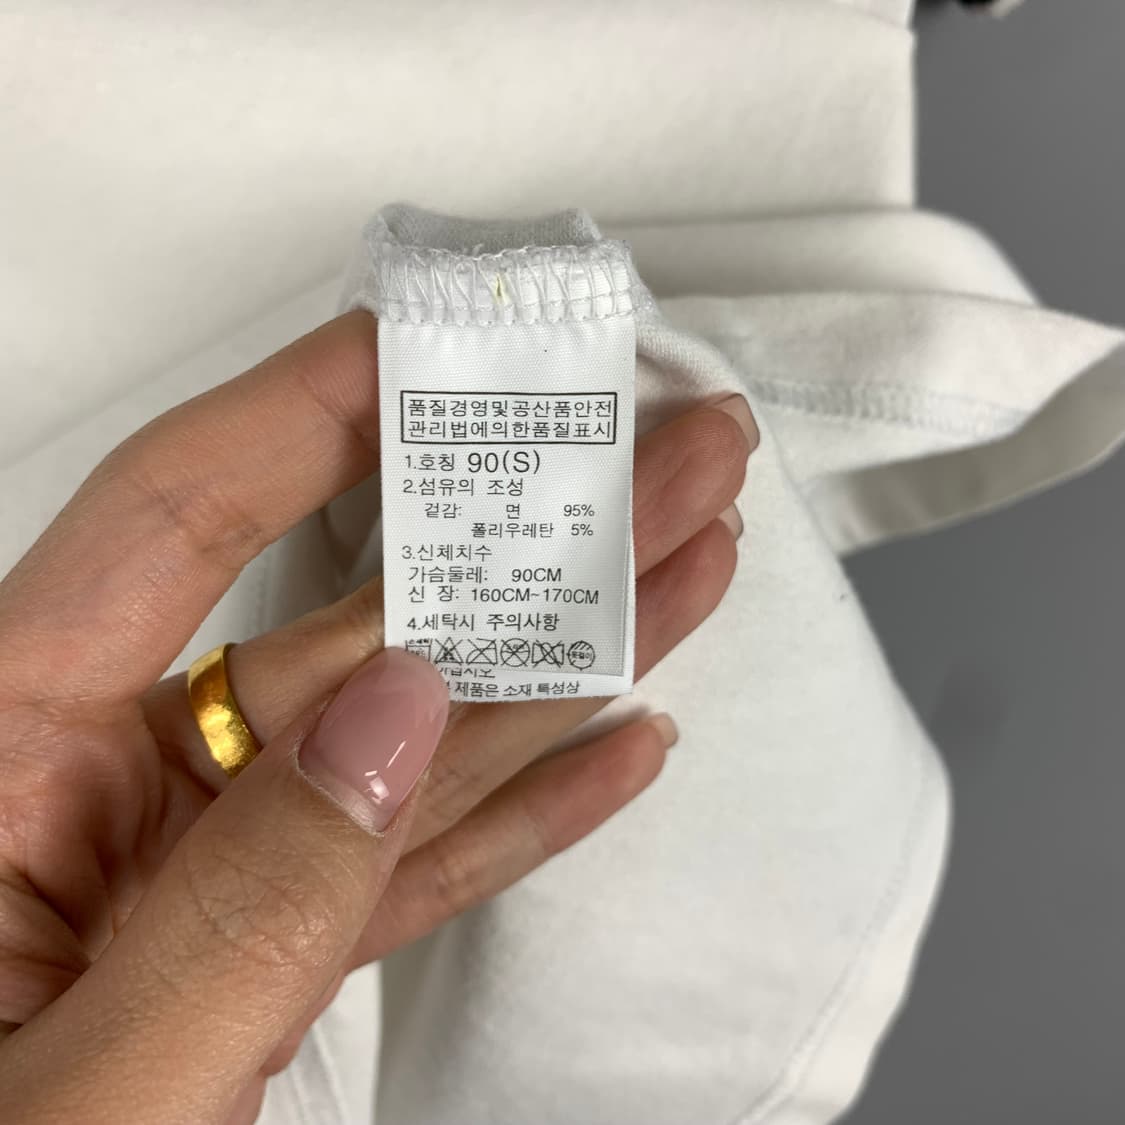 품질경영및공산품안전
관리법에의한품질표시
1.호칭 90(S)
2.섬유의 조성
겉감: 면 95%
폴리우레탄 5%
3.신체치수
가슴둘레: 90CM
신 장: 160CM~170CM
4.세탁시 주의사항
제품은 소재 특성상